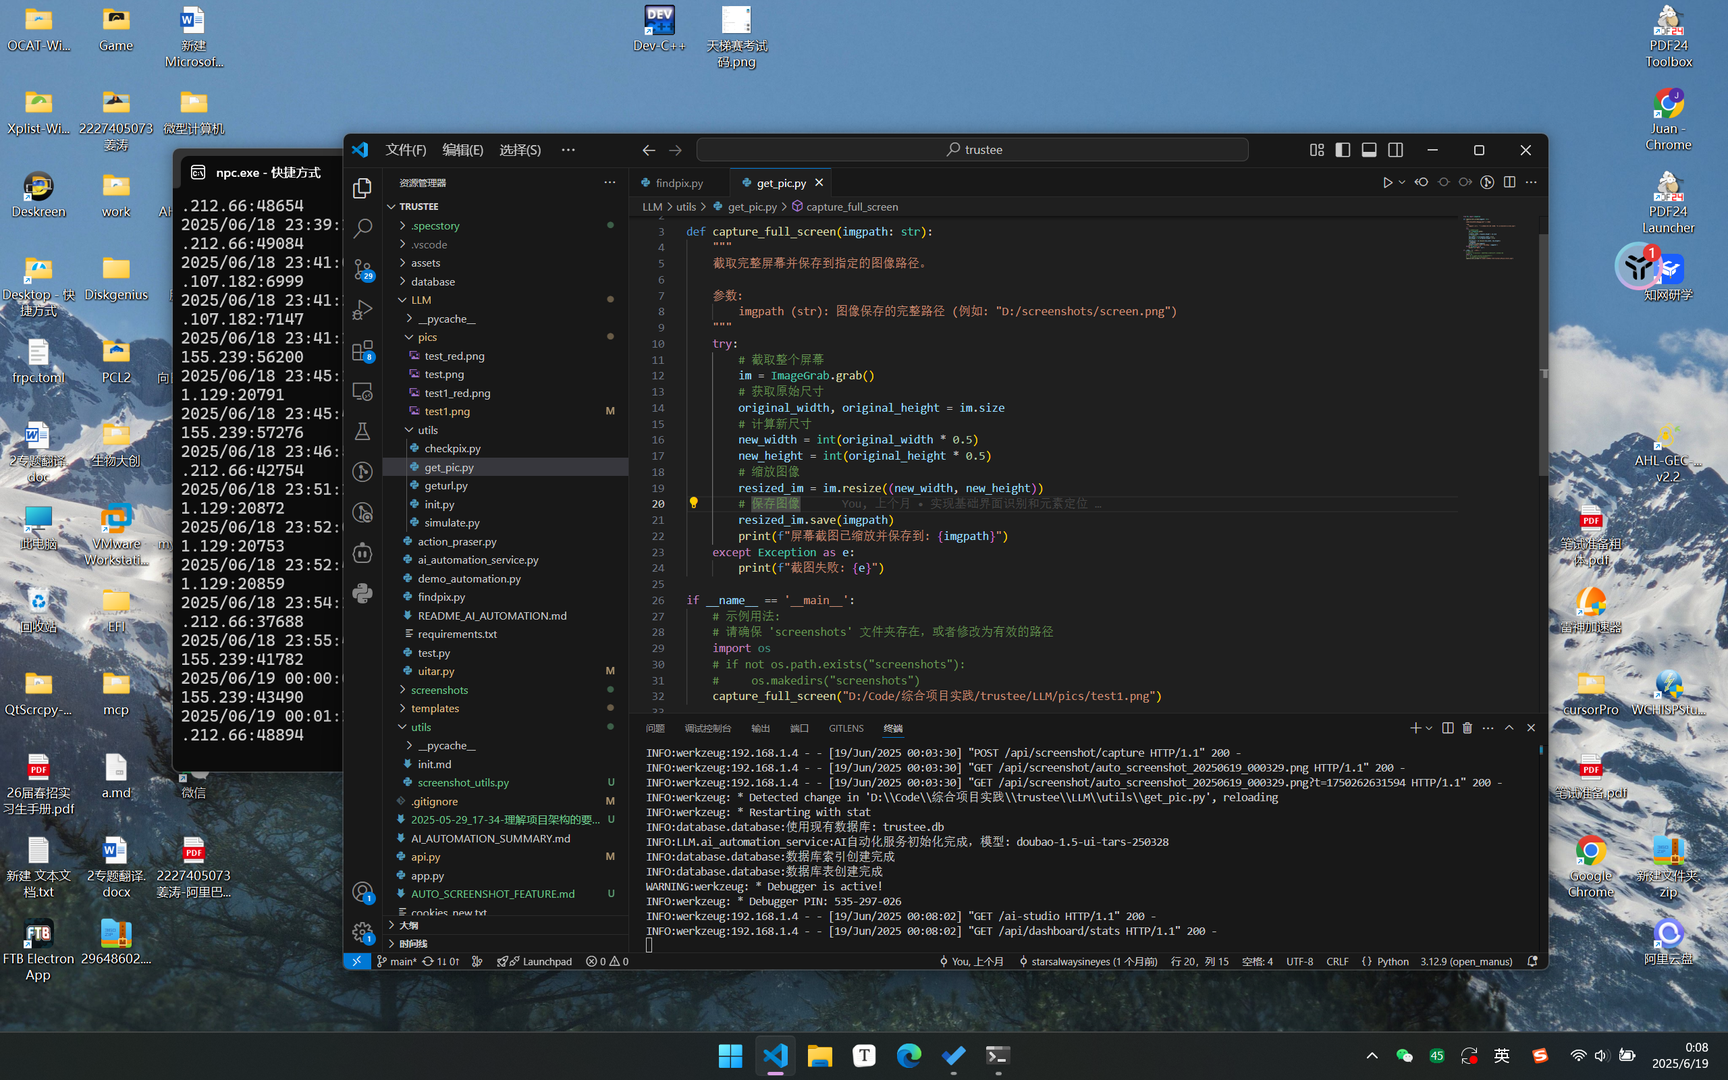 OCAT-Wi...
Game
新建 Microsof...
Xplist-Wi...
2227405073 姜涛
微型计算机
Deskreen
work
Desktop - 快捷方式
Diskgenius
frpc.toml
PCL2
2专题翻译.doc
生物大创
此电脑
VMware Workstati...
回收站
EFI
QtScrcpy-...
mcp
26届春招实习生手册.pdf
a.md
微信
新建 文本文档.txt
2专题翻译.docx
2227405073 姜涛-阿里巴...
FTB Electron App
29648602....
Dev-C++
天梯赛考试码.png
PDF24 Toolbox
Juan - Chrome
PDF24 Launcher
1
知网研学
AHL-GEC-... v2.2
笔试准备租体.pdf
雷神加速器
cursorPro
WCHISPStu...
笔试准备.pdf
Google Chrome
新建文件夹.zip
阿里云盘
npc.exe - 快捷方式
.212.66:48654
2025/06/18 23:39:
.212.66:49084
2025/06/18 23:41:
.107.182:6999
2025/06/18 23:41:
.107.182:7147
2025/06/18 23:41:
155.239:56200
2025/06/18 23:45:
1.129:20791
2025/06/18 23:45:
155.239:57276
2025/06/18 23:46:
.212.66:42754
2025/06/18 23:51:
1.129:20872
2025/06/18 23:52:
1.129:20753
2025/06/18 23:52:
1.129:20859
2025/06/18 23:54:
.212.66:37688
2025/06/18 23:55:
155.239:41782
2025/06/19 00:00:
155.239:43490
2025/06/19 00:01:
.212.66:48894
文件(F) 编辑(E) 选择(S) ···
trustee
资源管理器
TRUSTEE
.specstory
.vscode
assets
database
LLM
__pycache__
pics
test_red.png
test.png
test1_red.png
test1.png M
utils
checkpix.py
get_pic.py
geturl.py
init.py
simulate.py
action_praser.py
ai_automation_service.py
demo_automation.py
findpix.py
README_AI_AUTOMATION.md
requirements.txt
test.py
uitar.py M
screenshots
templates
utils
__pycache__
init.md
screenshot_utils.py U
.gitignore M
2025-05-29_17-34-理解项目架构的要... U
AI_AUTOMATION_SUMMARY.md
api.py M
app.py
AUTO_SCREENSHOT_FEATURE.md U
cookies_new.txt
大纲
时间线
29
8
1
1
findpix.py
get_pic.py
LLM > utils > get_pic.py > capture_full_screen
2
3 def capture_full_screen(imgpath: str):
4 """
5 截取完整屏幕并保存到指定的图像路径。
6
7 参数:
8 imgpath (str): 图像保存的完整路径 (例如: "D:/screenshots/screen.png")
9 """
10 try:
11 # 截取整个屏幕
12 im = ImageGrab.grab()
13 # 获取原始尺寸
14 original_width, original_height = im.size
15 # 计算新尺寸
16 new_width = int(original_width * 0.5)
17 new_height = int(original_height * 0.5)
18 # 缩放图像
19 resized_im = im.resize((new_width, new_height))
20 # 保存图像 You, 上个月 • 实现基础界面识别和元素定位 …
21 resized_im.save(imgpath)
22 print(f"屏幕截图已缩放并保存到: {imgpath}")
23 except Exception as e:
24 print(f"截图失败: {e}")
25
26 if __name__ == '__main__':
27 # 示例用法:
28 # 请确保 'screenshots' 文件夹存在，或者修改为有效的路径
29 import os
30 # if not os.path.exists("screenshots"):
31 # os.makedirs("screenshots")
32 capture_full_screen("D:/Code/综合项目实践/trustee/LLM/pics/test1.png")
33
问题 调试控制台 输出 端口 GITLENS 终端
INFO:werkzeug:192.168.1.4 - - [19/Jun/2025 00:03:30] "POST /api/screenshot/capture HTTP/1.1" 200 -
INFO:werkzeug:192.168.1.4 - - [19/Jun/2025 00:03:30] "GET /api/screenshot/auto_screenshot_20250619_000329.png HTTP/1.1" 200 -
INFO:werkzeug:192.168.1.4 - - [19/Jun/2025 00:03:30] "GET /api/screenshot/auto_screenshot_20250619_000329.png?t=1750262631594 HTTP/1.1" 200 -
INFO:werkzeug: * Detected change in 'D:\\Code\\综合项目实践\\trustee\\LLM\\utils\\get_pic.py', reloading
INFO:werkzeug: * Restarting with stat
INFO:database.database:使用现有数据库: trustee.db
INFO:LLM.ai_automation_service:AI自动化服务初始化完成，模型: doubao-1.5-ui-tars-250328
INFO:database.database:数据库索引创建完成
INFO:database.database:数据库表创建完成
WARNING:werkzeug: * Debugger is active!
INFO:werkzeug: * Debugger PIN: 535-297-026
INFO:werkzeug:192.168.1.4 - - [19/Jun/2025 00:08:02] "GET /ai-studio HTTP/1.1" 200 -
INFO:werkzeug:192.168.1.4 - - [19/Jun/2025 00:08:02] "GET /api/dashboard/stats HTTP/1.1" 200 -
main* 1↓ 0↑ Launchpad 0 0 You, 上个月 starsalwaysineyes (1 个月前) 行 20，列 15 空格: 4 UTF-8 CRLF {} Python 3.12.9 (open_manus)
45
英
0:08
2025/6/19